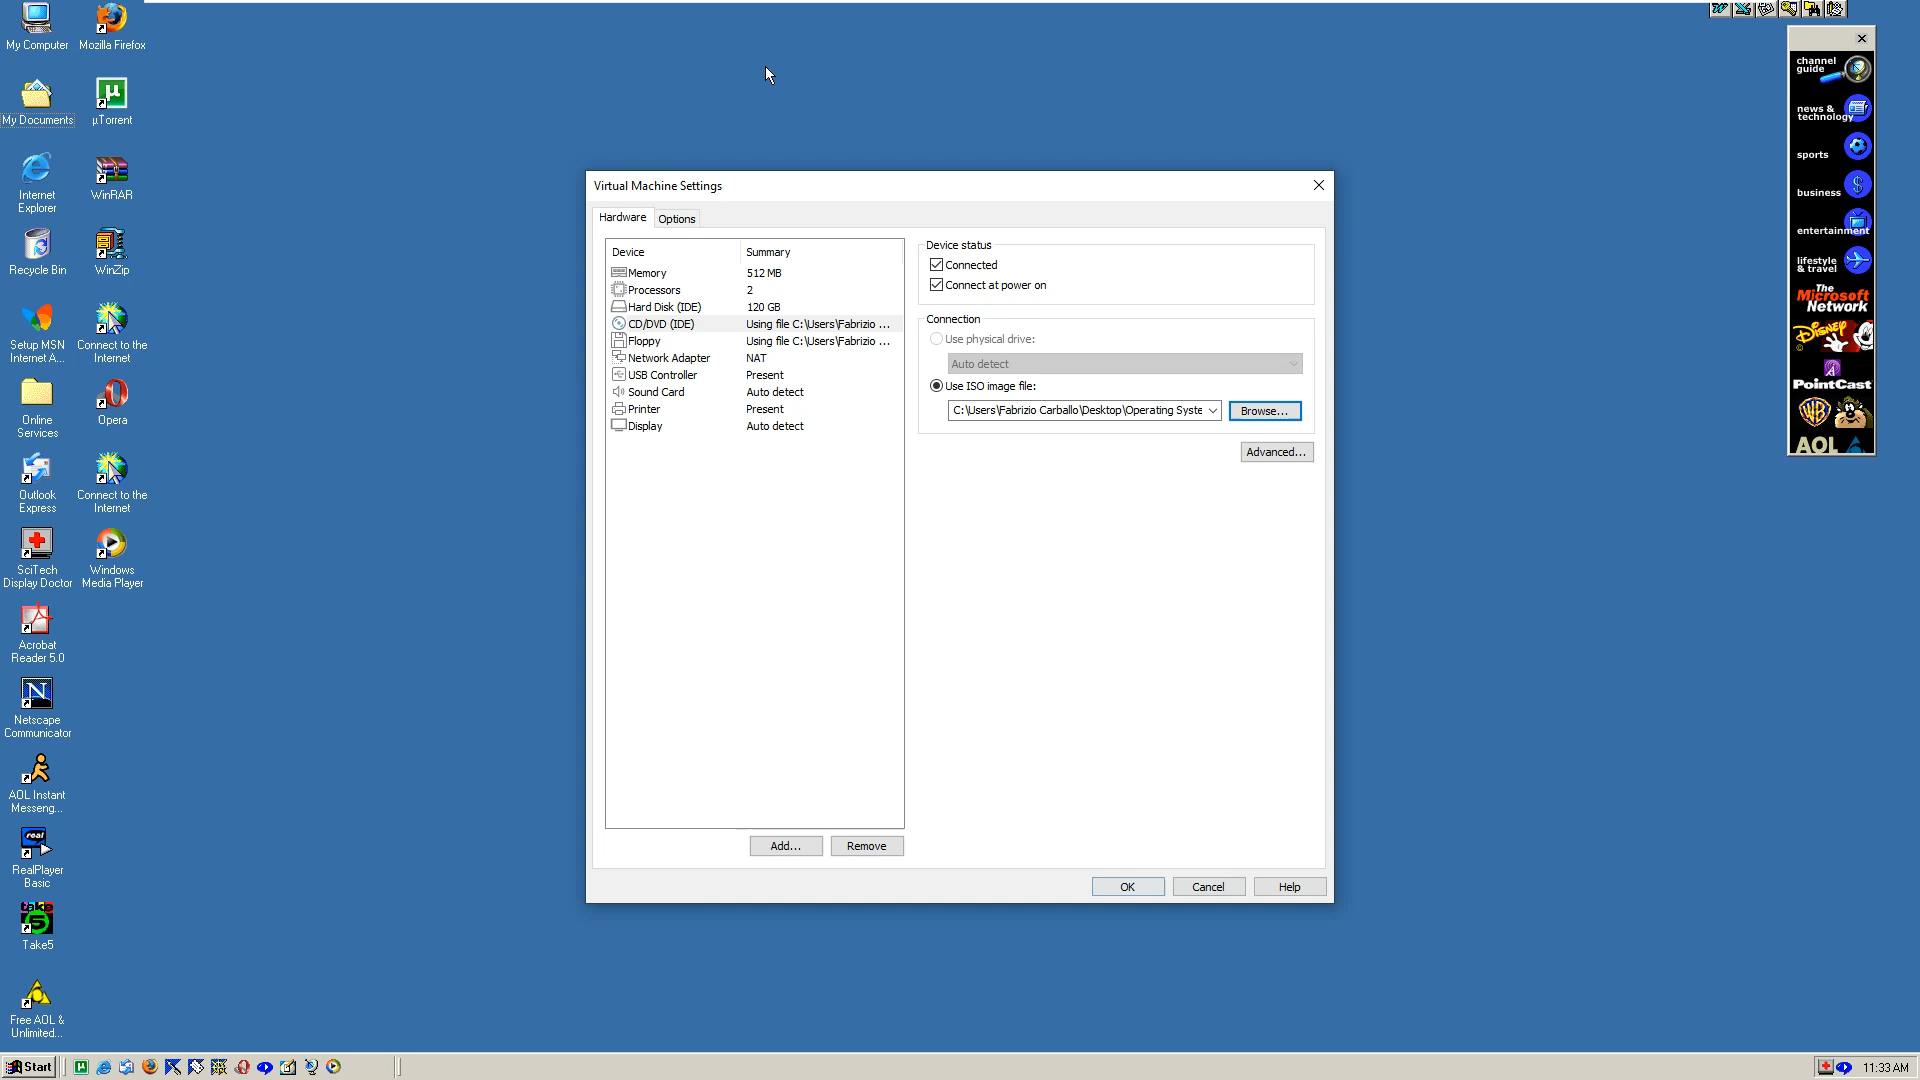 My Computer
Mozilla Firefox
My Documents
µTorrent
Internet
Explorer
WinRAR
Recycle Bin
WinZip
Setup MSN
Internet A...
Connect to the
Internet
Online
Services
Opera
Outlook
Express
Connect to the
Internet
SciTech
Display Doctor
Windows
Media Player
Acrobat
Reader 5.0
Netscape
Communicator
AOL Instant
Messeng...
real
RealPlayer
Basic
take
5
Take5
Free AOL &
Unlimited...
Virtual Machine Settings
Hardware
Options
Device Summary
Memory 512 MB
Processors 2
Hard Disk (IDE) 120 GB
CD/DVD (IDE) Using file C:\Users\Fabrizio ...
Floppy Using file C:\Users\Fabrizio ...
Network Adapter NAT
USB Controller Present
Sound Card Auto detect
Printer Present
Display Auto detect
Add...
Remove
Device status
Connected
Connect at power on
Connection
Use physical drive:
Auto detect
Use ISO image file:
C:\Users\Fabrizio Carballo\Desktop\Operating Syste
Browse...
Advanced...
OK
Cancel
Help
channel
guide
news &
technology
sports
business
entertainment
lifestyle
& travel
The
Microsoft
Network
Disney
PointCast
WB
AOL
Start
11:33 AM